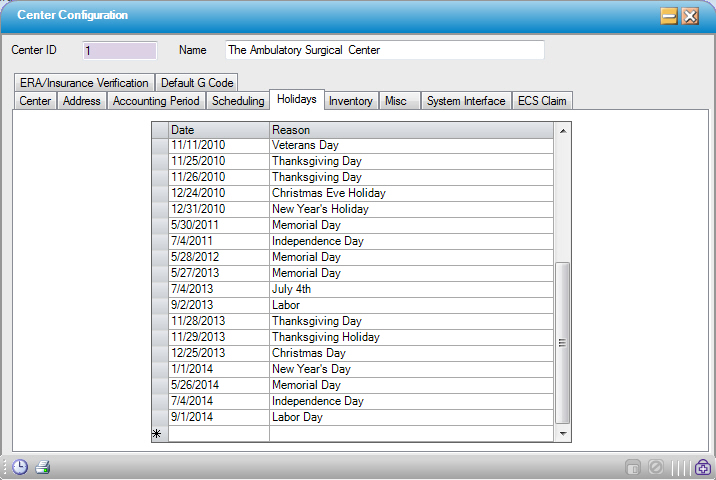 Center Configuration
Center ID 1 Name The Ambulatory Surgical Center
ERA/Insurance Verification Default G Code
Center Address Accounting Period Scheduling Holidays Inventory Misc System Interface ECS Claim
Date Reason
11/11/2010 Veterans Day
11/25/2010 Thanksgiving Day
11/26/2010 Thanksgiving Day
12/24/2010 Christmas Eve Holiday
12/31/2010 New Year's Holiday
5/30/2011 Memorial Day
7/4/2011 Independence Day
5/28/2012 Memorial Day
5/27/2013 Memorial Day
7/4/2013 July 4th
9/2/2013 Labor
11/28/2013 Thanksgiving Day
11/29/2013 Thanksgiving Holiday
12/25/2013 Christmas Day
1/1/2014 New Year's Day
5/26/2014 Memorial Day
7/4/2014 Independence Day
9/1/2014 Labor Day